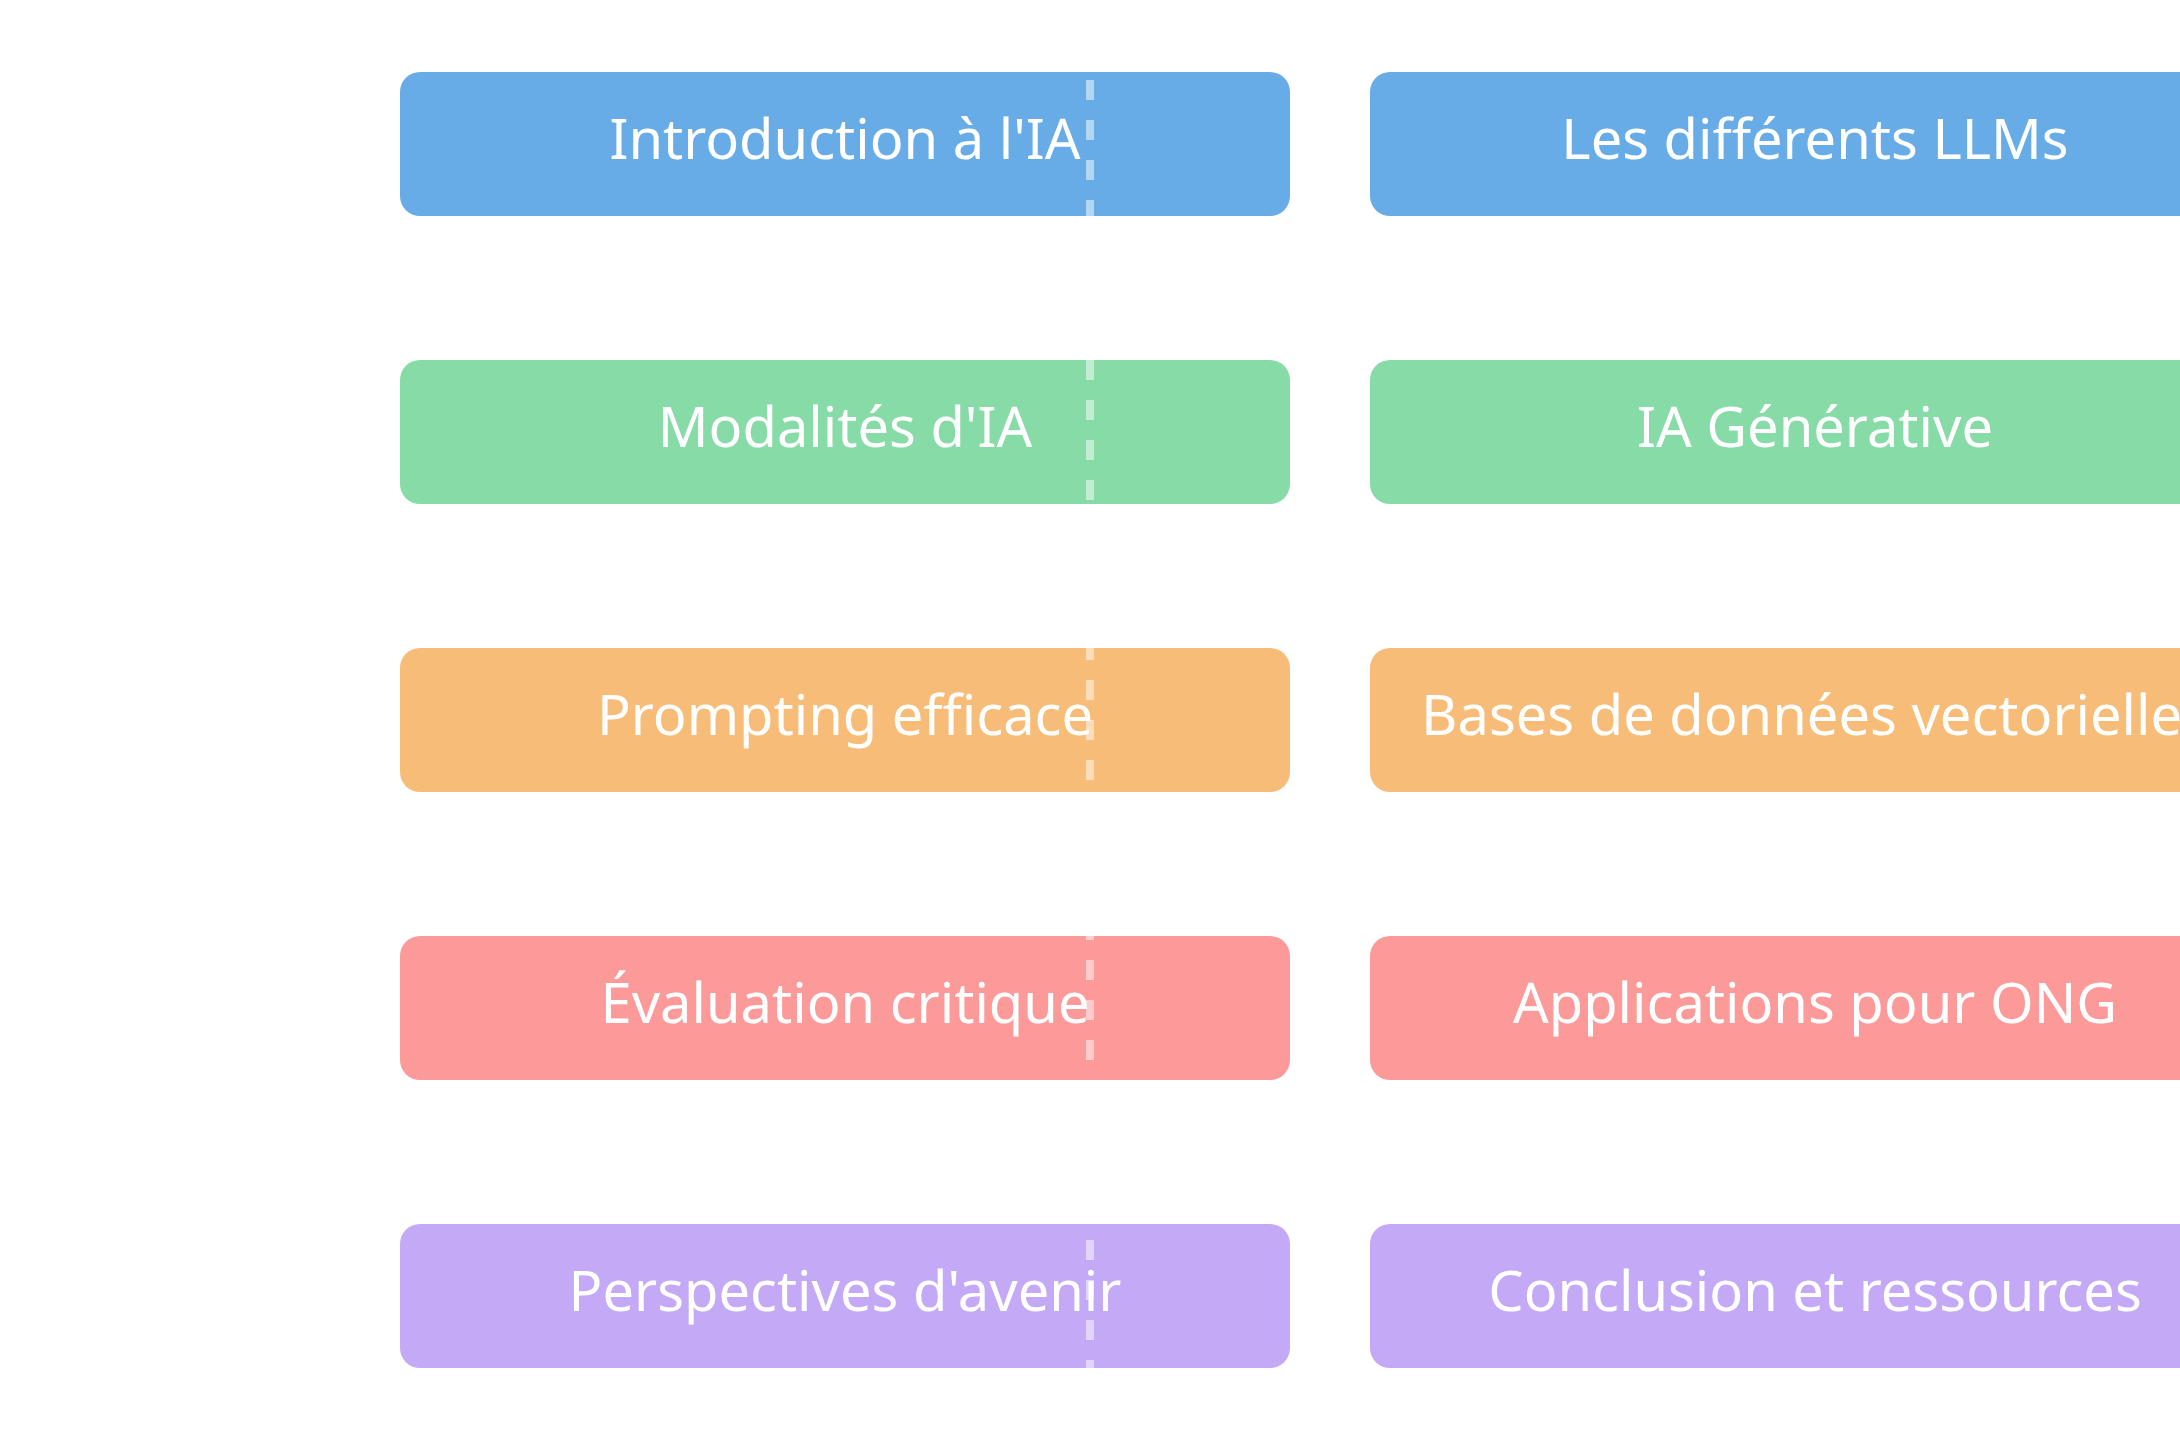 Introduction à l'IA
Les différents LLMs
Modalités d'IA
IA Générative
Prompting efficace
Bases de données vectorielle
Évaluation critique
Applications pour ONG
Perspectives d'avenir
Conclusion et ressources